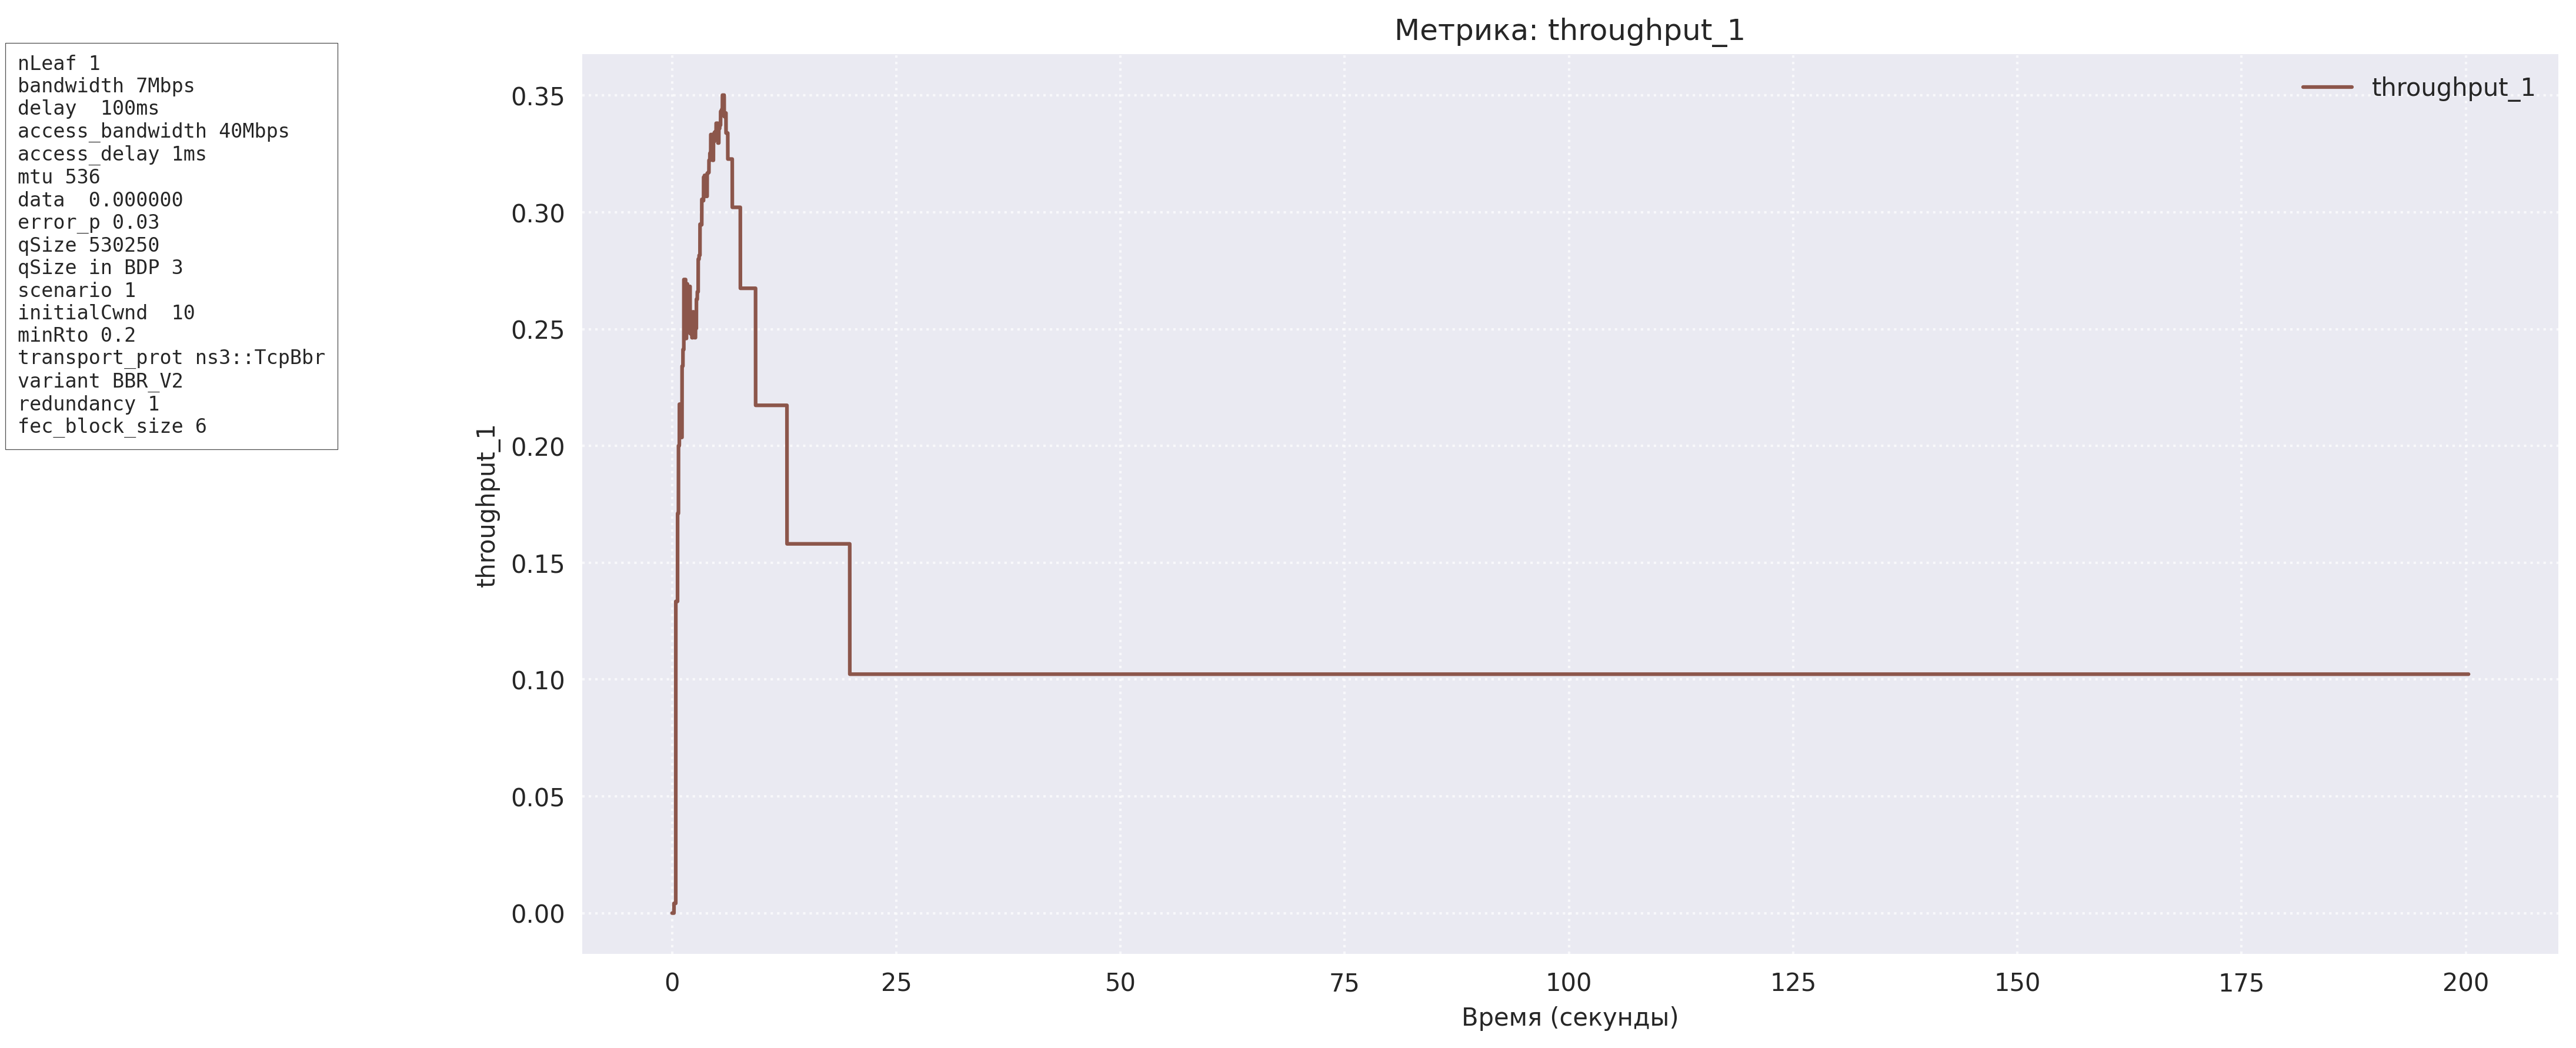 Метрика: throughput_1
nLeaf 1
bandwidth 7Mbps
delay  100ms
access_bandwidth 40Mbps
access_delay 1ms
mtu 536
data  0.000000
error_p 0.03
qSize 530250
qSize in BDP 3
scenario 1
initialCwnd  10
minRto 0.2
transport_prot ns3::TcpBbr
variant BBR_V2
redundancy 1
fec_block_size 6
throughput_1
throughput_1
0.35
0.30
0.25
0.20
0.15
0.10
0.05
0.00
0 25 50 75 100 125 150 175 200
Время (секунды)